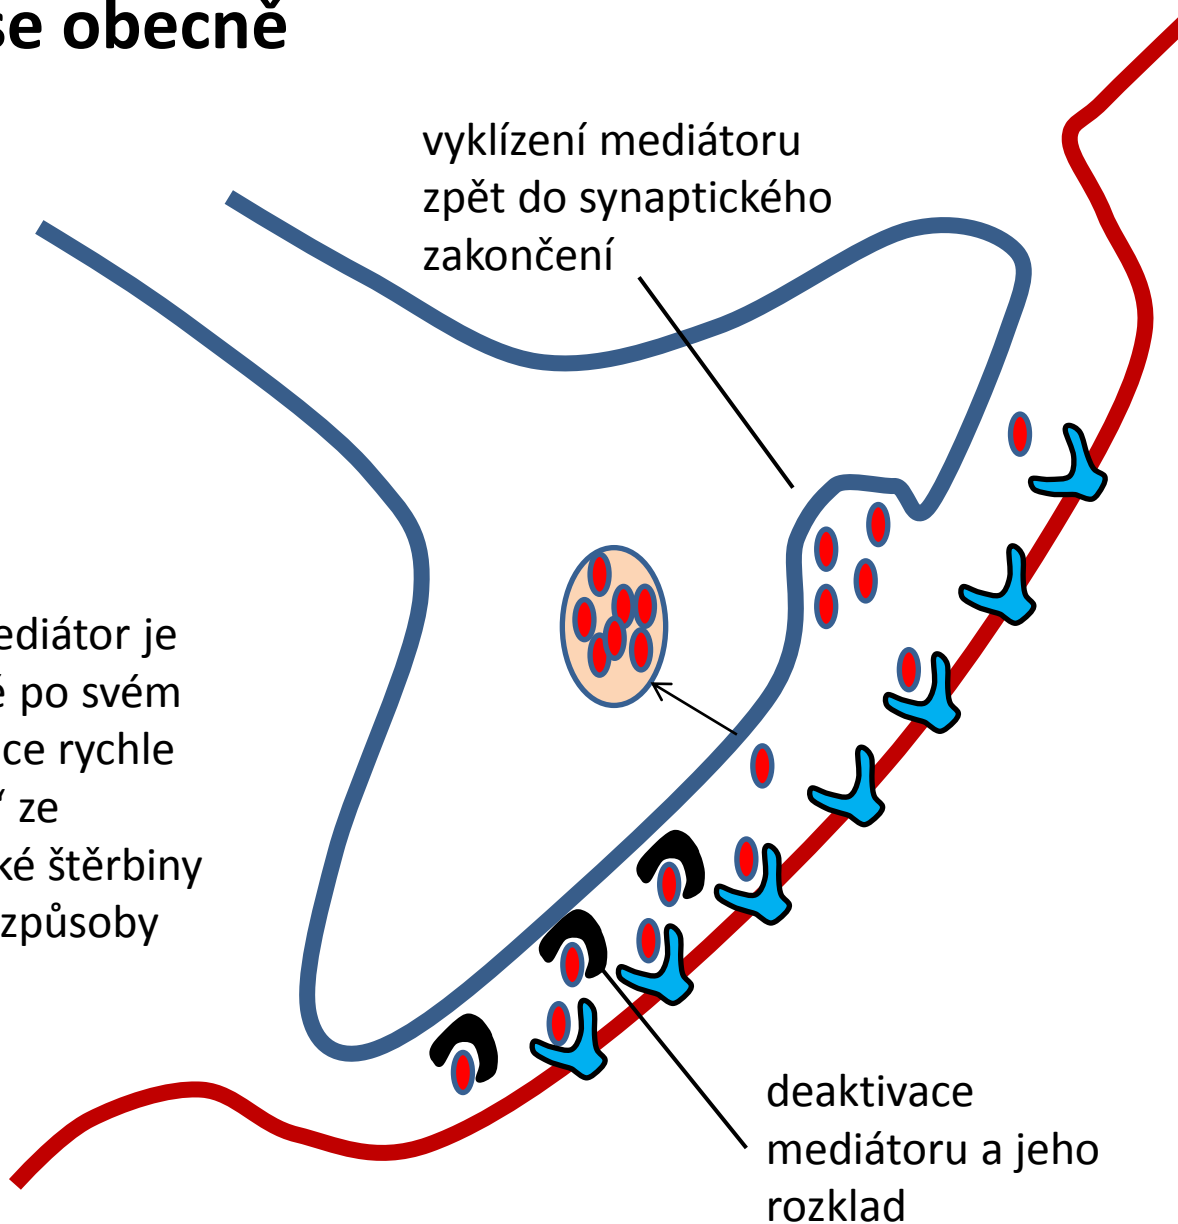 se obecně
vyklízení mediátoru
zpět do synaptického
zakončení
ediátor je
é po svém
ce rychle
“ ze
ké štěrbiny
způsoby
deaktivace
mediátoru a jeho
rozklad